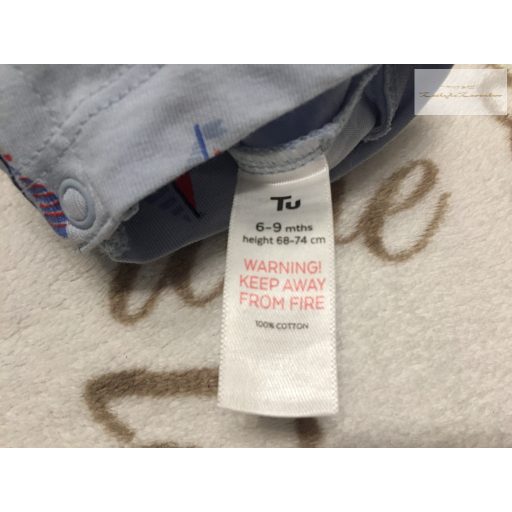 Tu
6-9 mths
height 68-74 cm
WARNING!
KEEP AWAY
FROM FIRE
100% COTTON